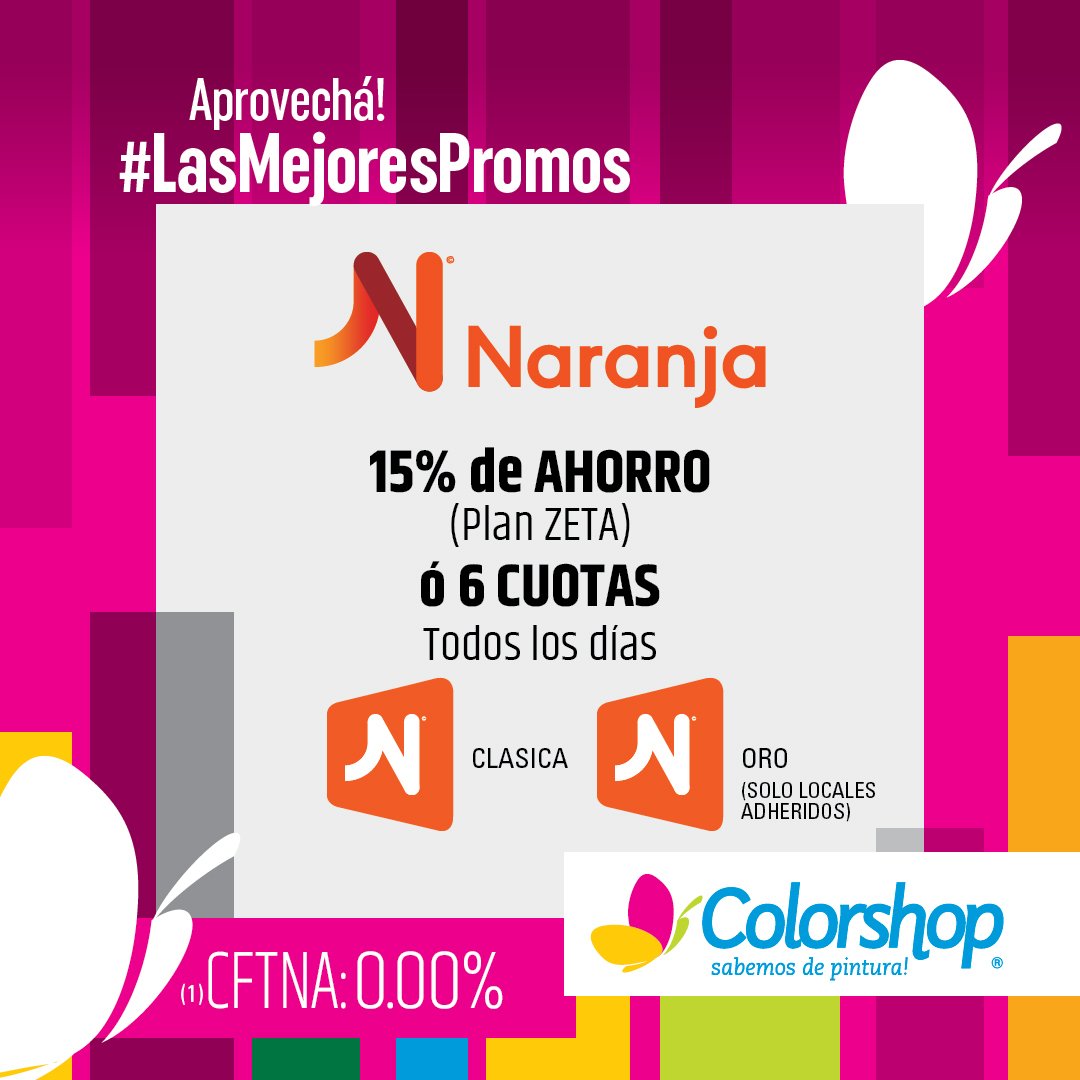 Aprovechá!
#LasMejoresPromos
Naranja
15% de AHORRO
(Plan ZETA)
ó 6 CUOTAS
Todos los días
CLASICA
ORO
(SOLO LOCALES
ADHERIDOS)
Colorshop®
sabemos de pintura!
(1)CFTNA: 0.00%